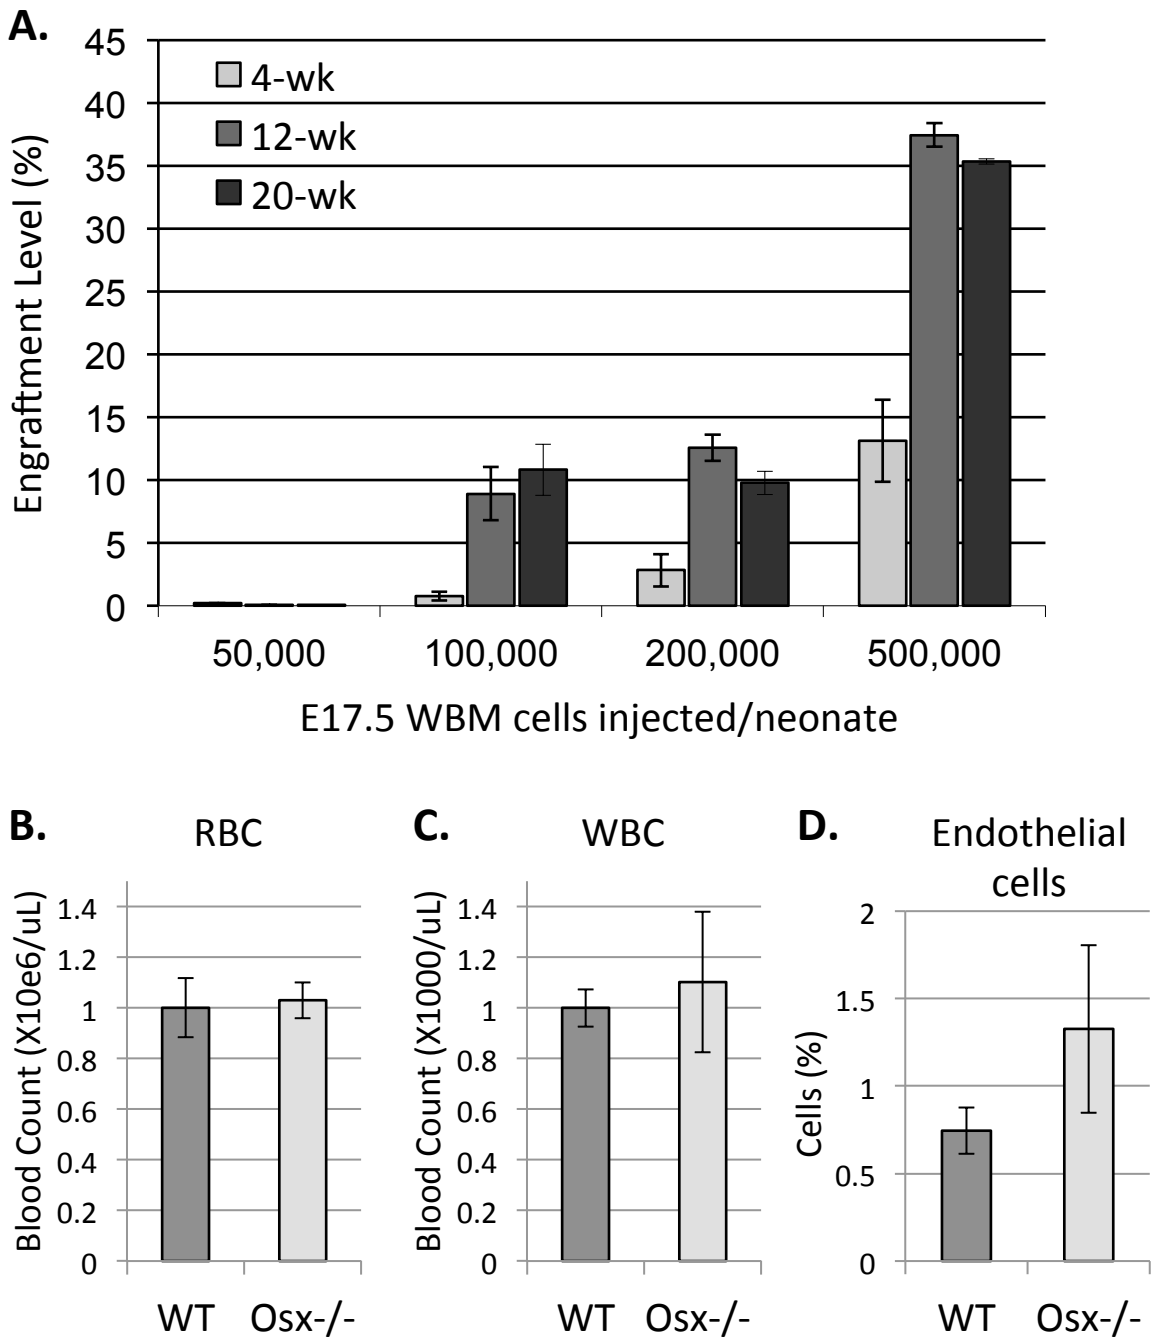 A.
Engraftment Level (%)
45
40
35
30
25
20
15
10
5
0
4-wk
12-wk
20-wk
50,000 100,000 200,000 500,000
E17.5 WBM cells injected/neonate
B. RBC
Blood Count (X10e6/uL)
1.4
1.2
1
0.8
0.6
0.4
0.2
0
WT Osx-/-
C. WBC
Blood Count (X1000/uL)
1.4
1.2
1
0.8
0.6
0.4
0.2
0
WT Osx-/-
D. Endothelial
cells
Cells (%)
2
1.5
1
0.5
0
WT Osx-/-